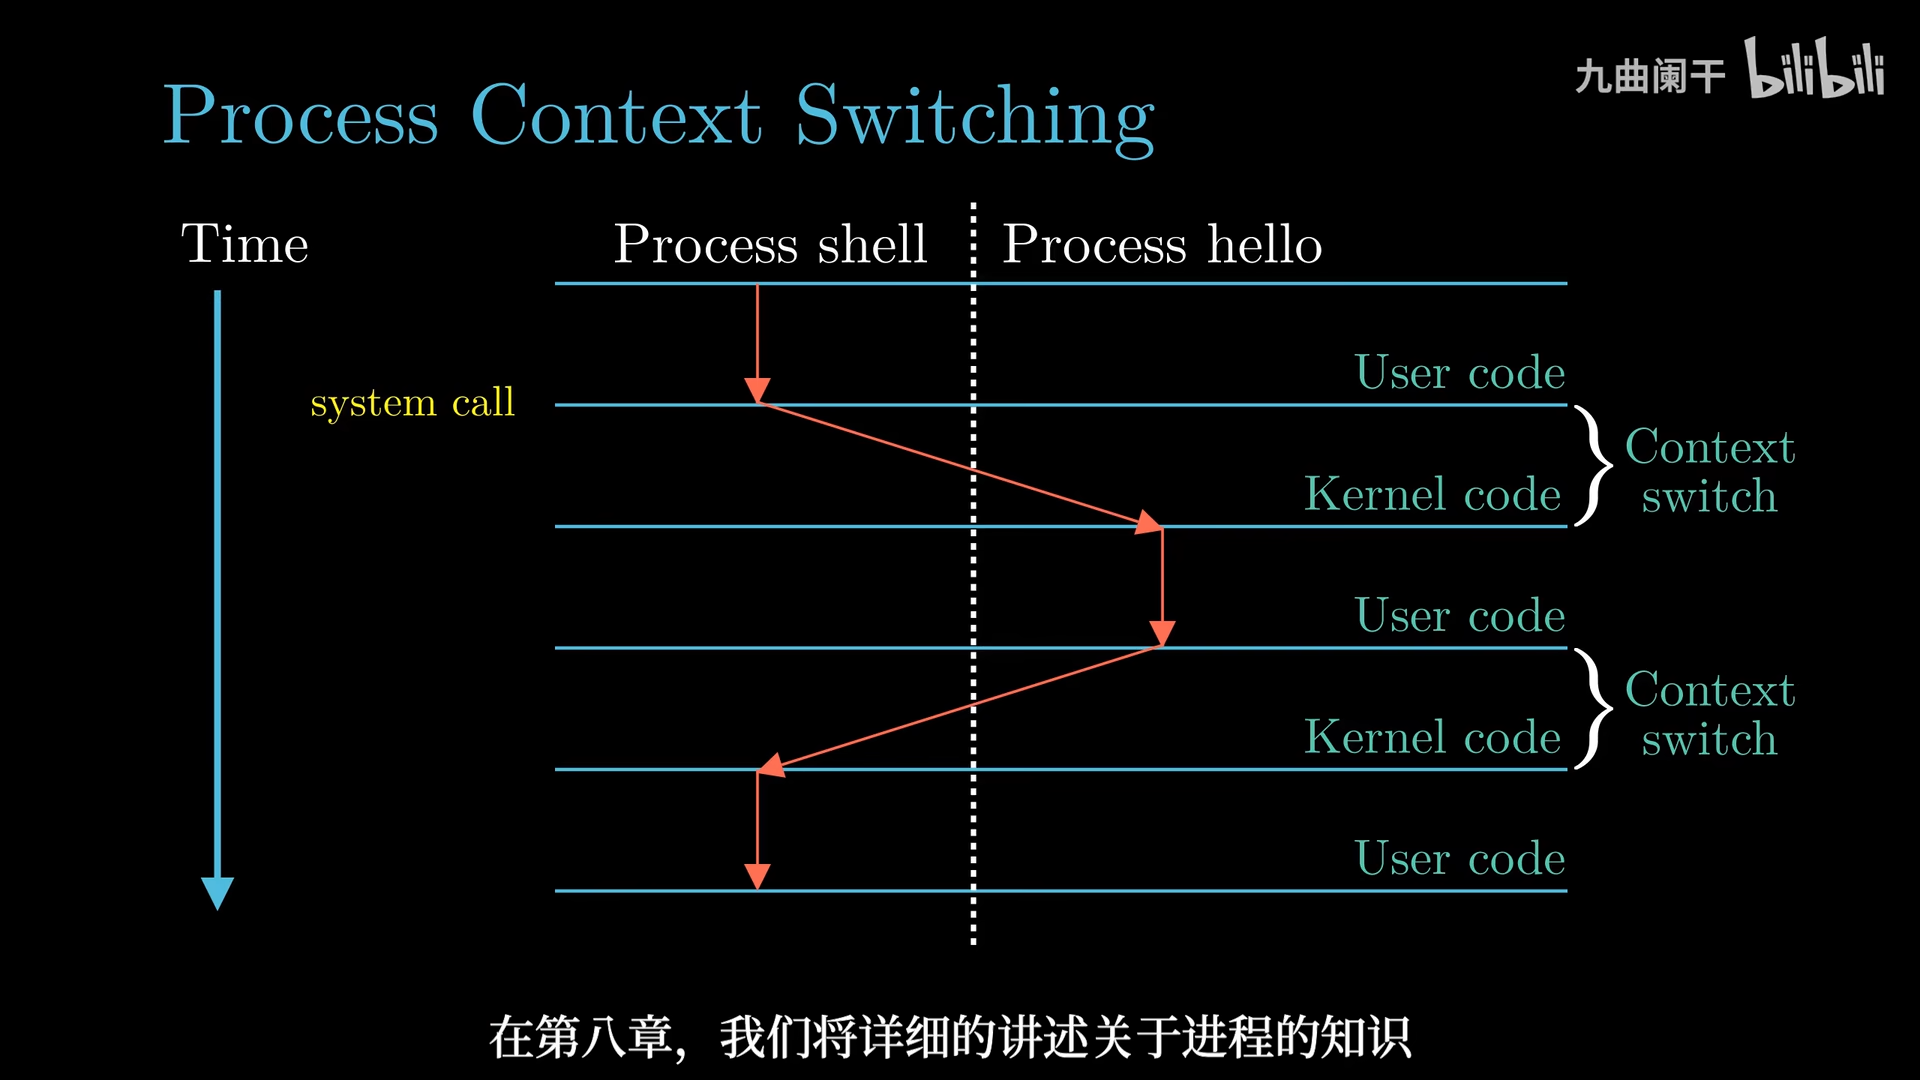 九曲阑干 bilibili
Process Context Switching
Time
Process shell
Process hello
User code
system call
Context
switch
Kernel code
User code
Context
switch
Kernel code
User code
在第八章，我们将详细的讲述关于进程的知识